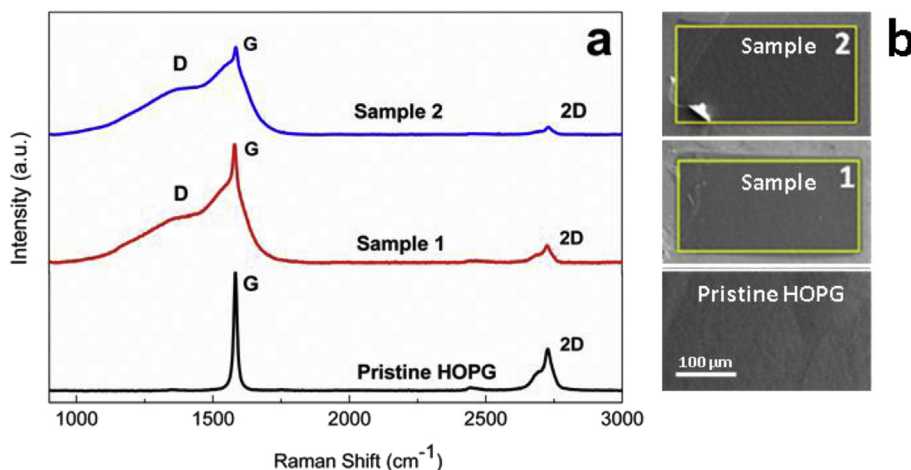 a
G
D
Sample 2
2D
G
D
Sample 1
2D
G
Pristine HOPG
2D
Intensity (a.u.)
1000 1500 2000 2500 3000
Raman Shift (cm⁻¹)
b
Sample 2
Sample 1
Pristine HOPG
100 µm